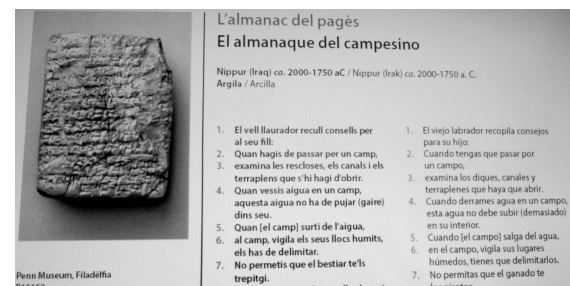 L'almanac del pagès
El almanaque del campesino
Nippur (Iraq) ca. 2000-1750 aC / Nippur (Irak) ca. 2000-1750 a. C.
Argila / Arcilla
1. El vell llaurador recull consells per
al seu fill:
2. Quan hagis de passar per un camp,
3. examina les rescloses, els canals i els
terraplens que s'hi hagi d'obrir.
4. Quan vessis aigua en un camp,
aquesta aigua no ha de pujar (gaire)
dins seu.
5. Quan [el camp] surti de l'aigua,
6. al camp, vigila els seus llocs humits,
els has de delimitar.
7. No permetis que el bestiar te'ls
trepitgi.
1. El viejo labrador recopila consejos
para su hijo:
2. Cuando tengas que pasar por
un campo,
3. examina los diques, canales y
terraplenes que haya que abrir.
4. Cuando derrames agua en un campo,
esta agua no debe subir (demasiado)
en su interior.
5. Cuando [el campo] salga del agua,
6. en el campo, vigila sus lugares
húmedos, tienes que delimitarlos.
7. No permitas que el ganado te
Penn Museum, Filadèlfia